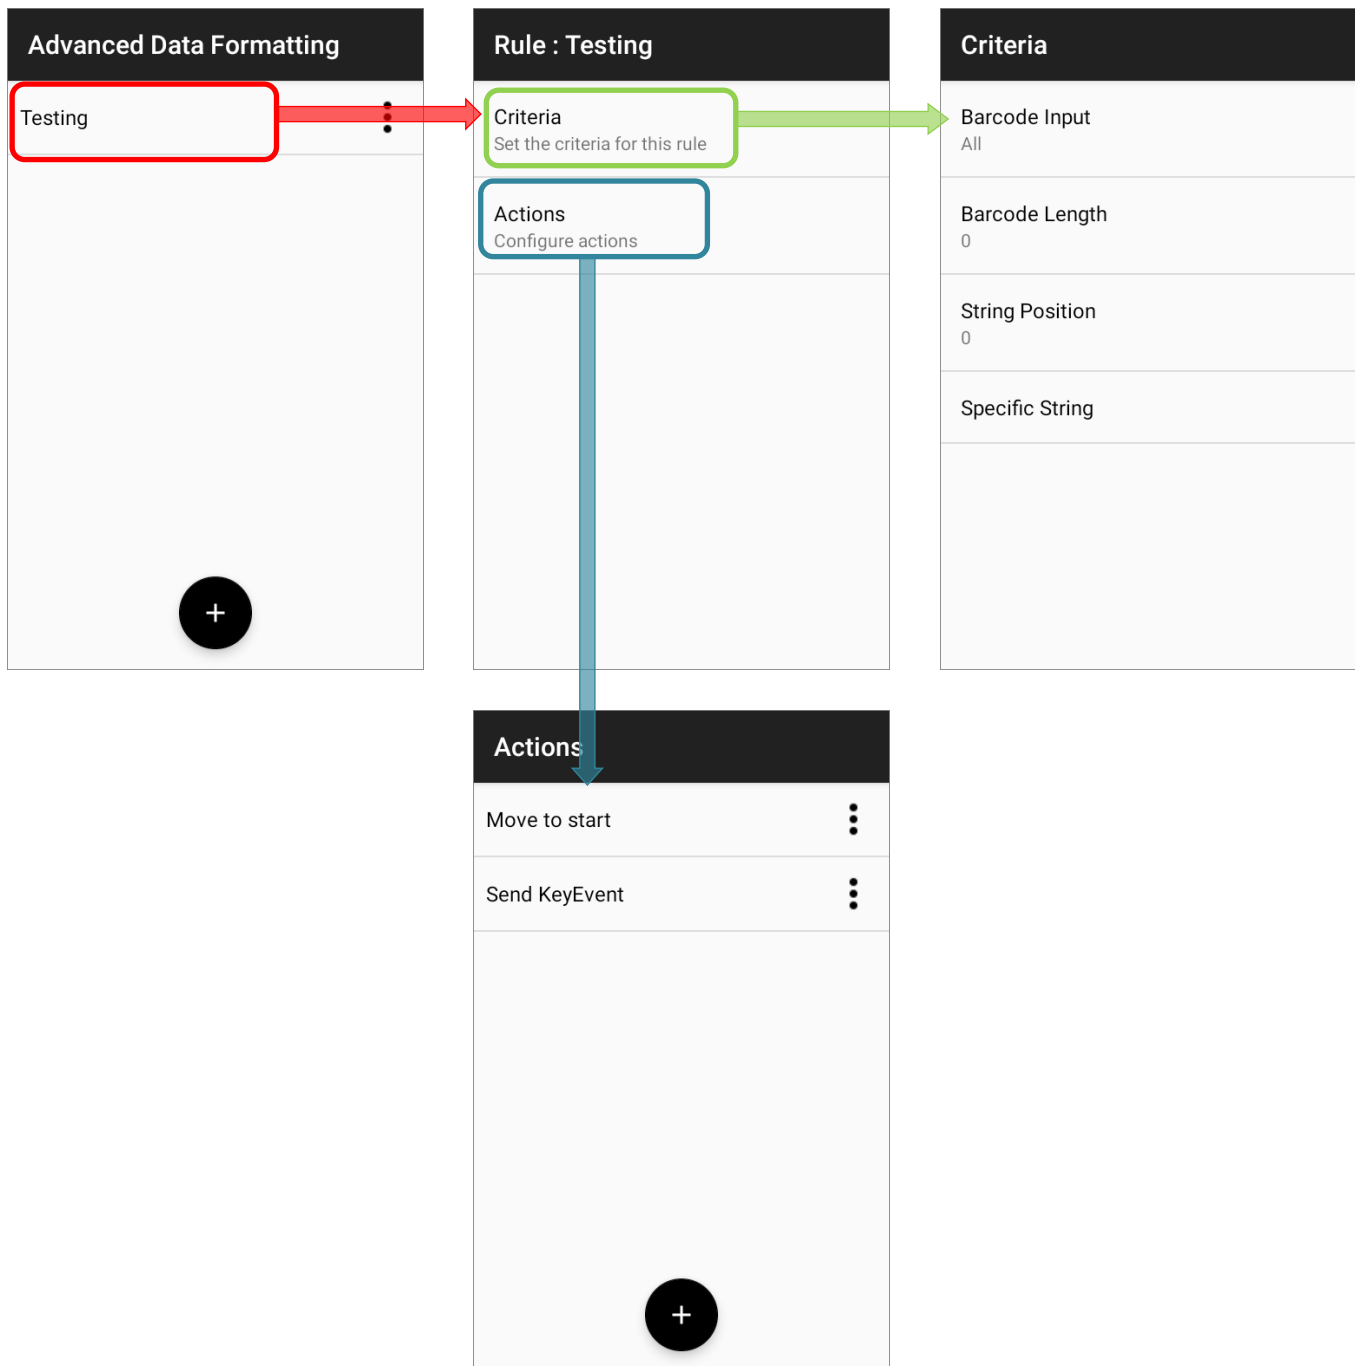 Advanced Data Formatting
Testing
+
Rule : Testing
Criteria
Set the criteria for this rule
Actions
Configure actions
Criteria
Barcode Input
All
Barcode Length
0
String Position
0
Specific String
Actions
Move to start
Send KeyEvent
+